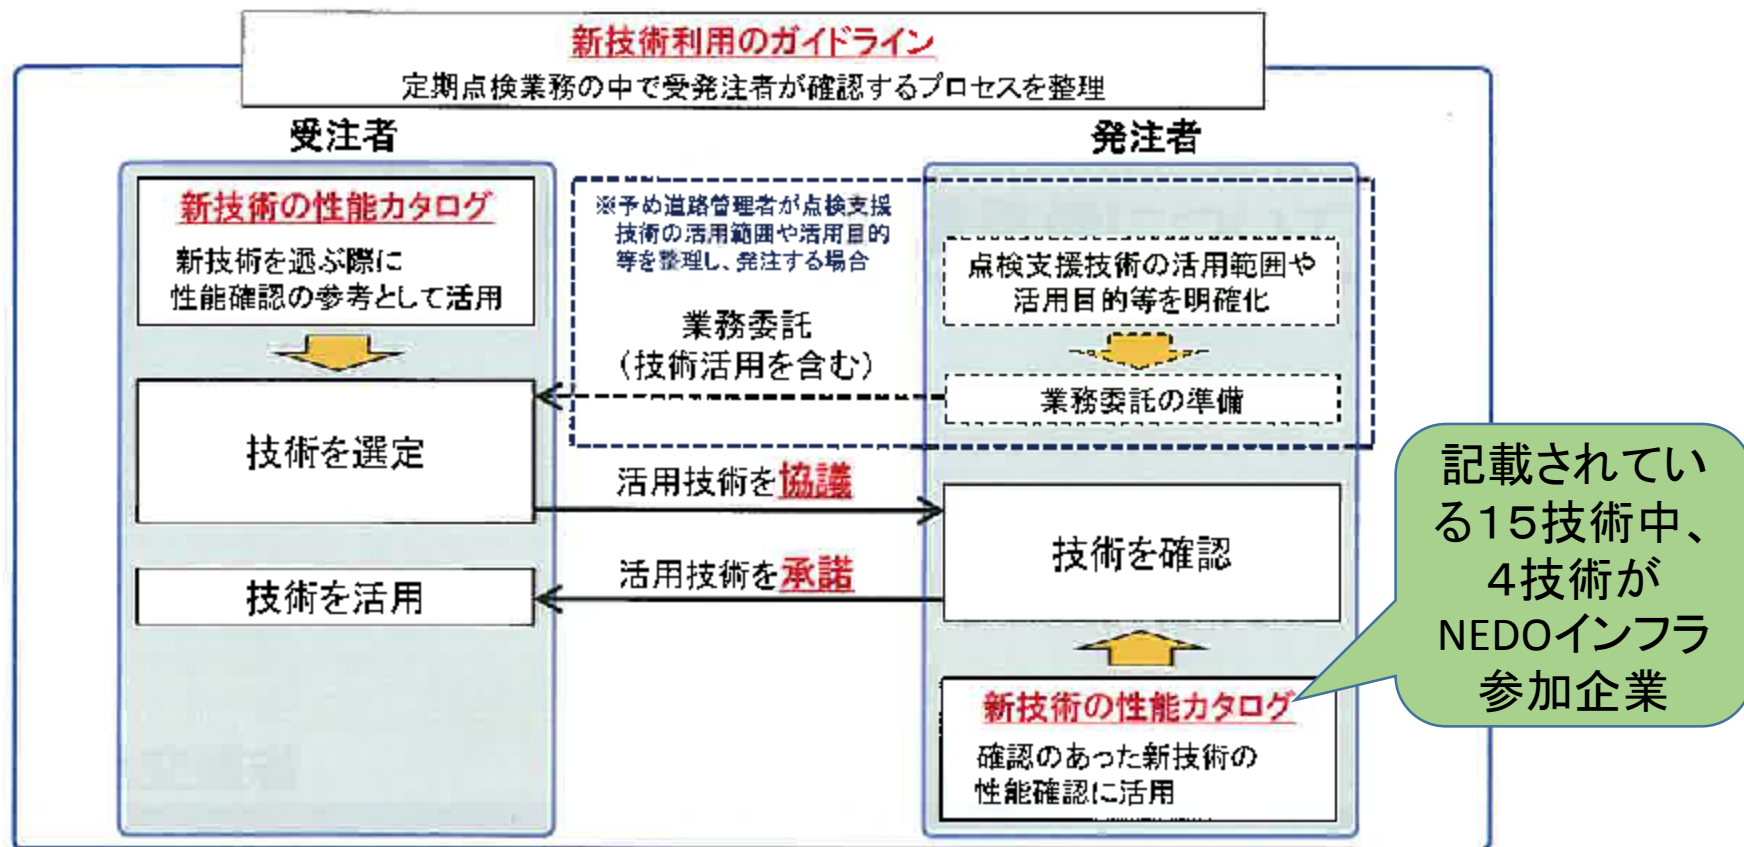 新技術利用のガイドライン
定期点検業務の中で受発注者が確認するプロセスを整理
受注者
発注者
新技術の性能カタログ
新技術を選ぶ際に
性能確認の参考として活用
技術を選定
技術を活用
※予め道路管理者が点検支援
技術の活用範囲や活用目的
等を整理し、発注する場合
業務委託
(技術活用を含む)
活用技術を協議
活用技術を承諾
点検支援技術の活用範囲や
活用目的等を明確化
業務委託の準備
技術を確認
新技術の性能カタログ
確認のあった新技術の
性能確認に活用
記載されてい
る15技術中、
4技術が
NEDOインフラ
参加企業